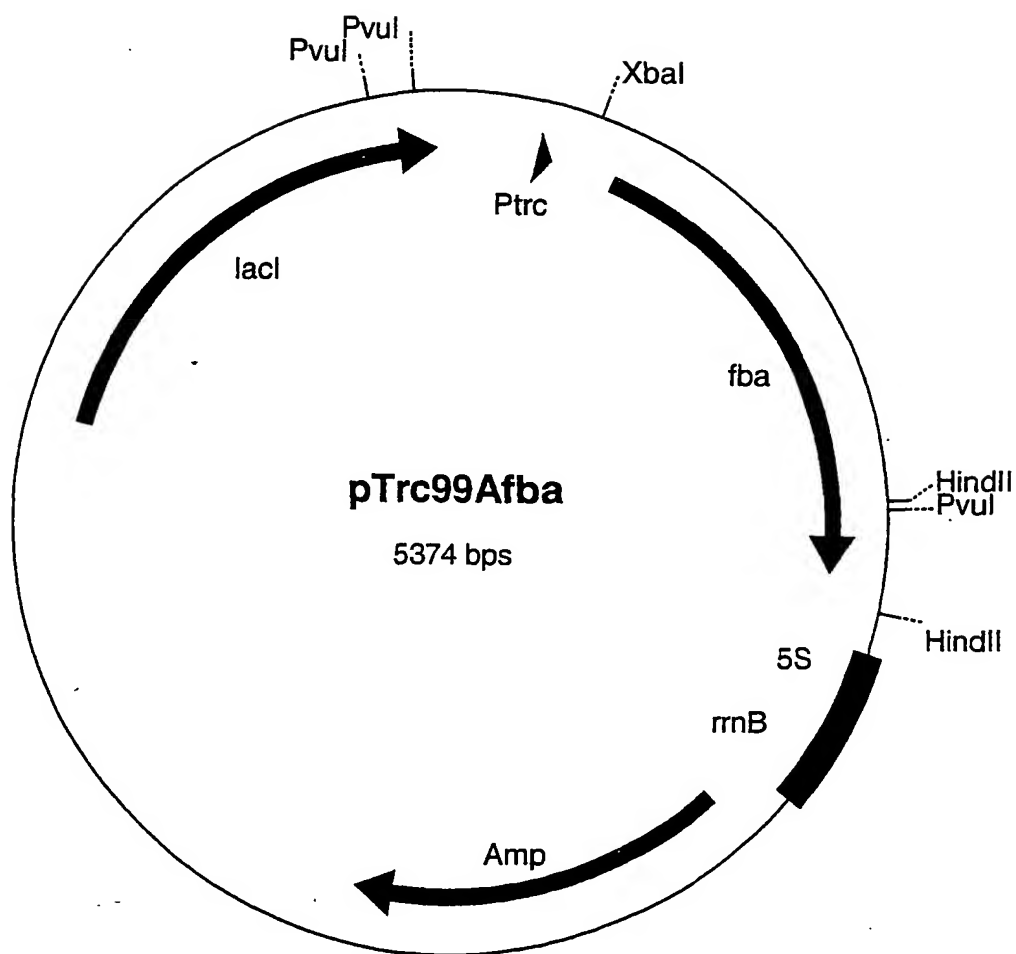 PvuI
PvuI
XbaI
Ptrc
lacI
fba
HindII
PvuI
pTrc99Afba
5374 bps
HindII
5S
rrnB
Amp